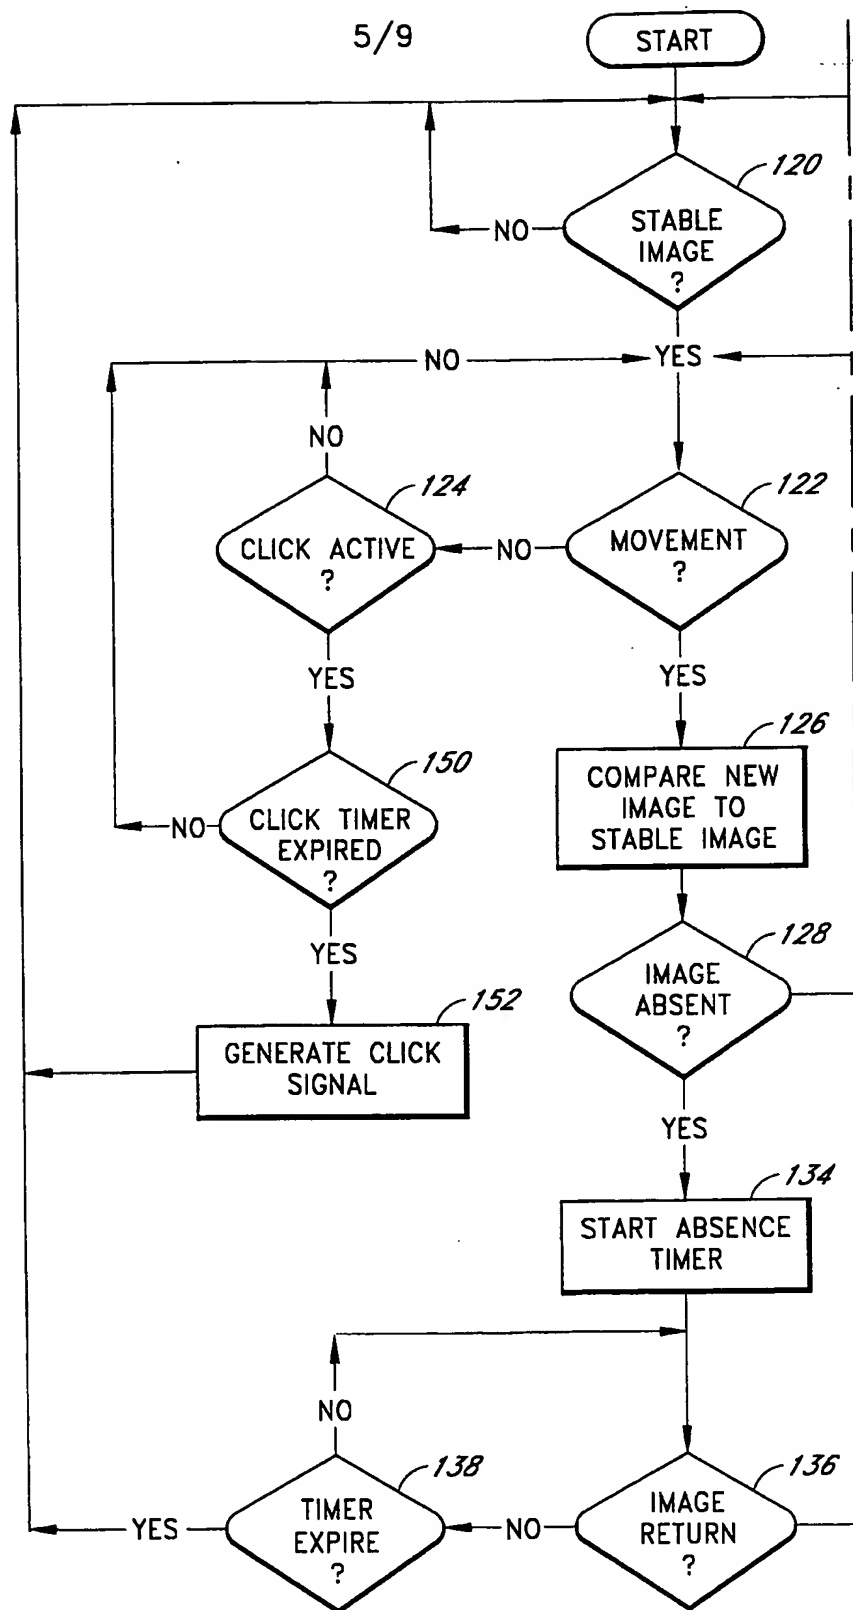 5/9
START
120
STABLE
IMAGE
?
NO
YES
NO
NO
124
CLICK ACTIVE
?
NO
122
MOVEMENT
?
YES
YES
126
COMPARE NEW
IMAGE TO
STABLE IMAGE
150
CLICK TIMER
EXPIRED
?
NO
YES
128
IMAGE
ABSENT
?
152
GENERATE CLICK
SIGNAL
YES
134
START ABSENCE
TIMER
NO
138
TIMER
EXPIRE
?
YES
NO
136
IMAGE
RETURN
?